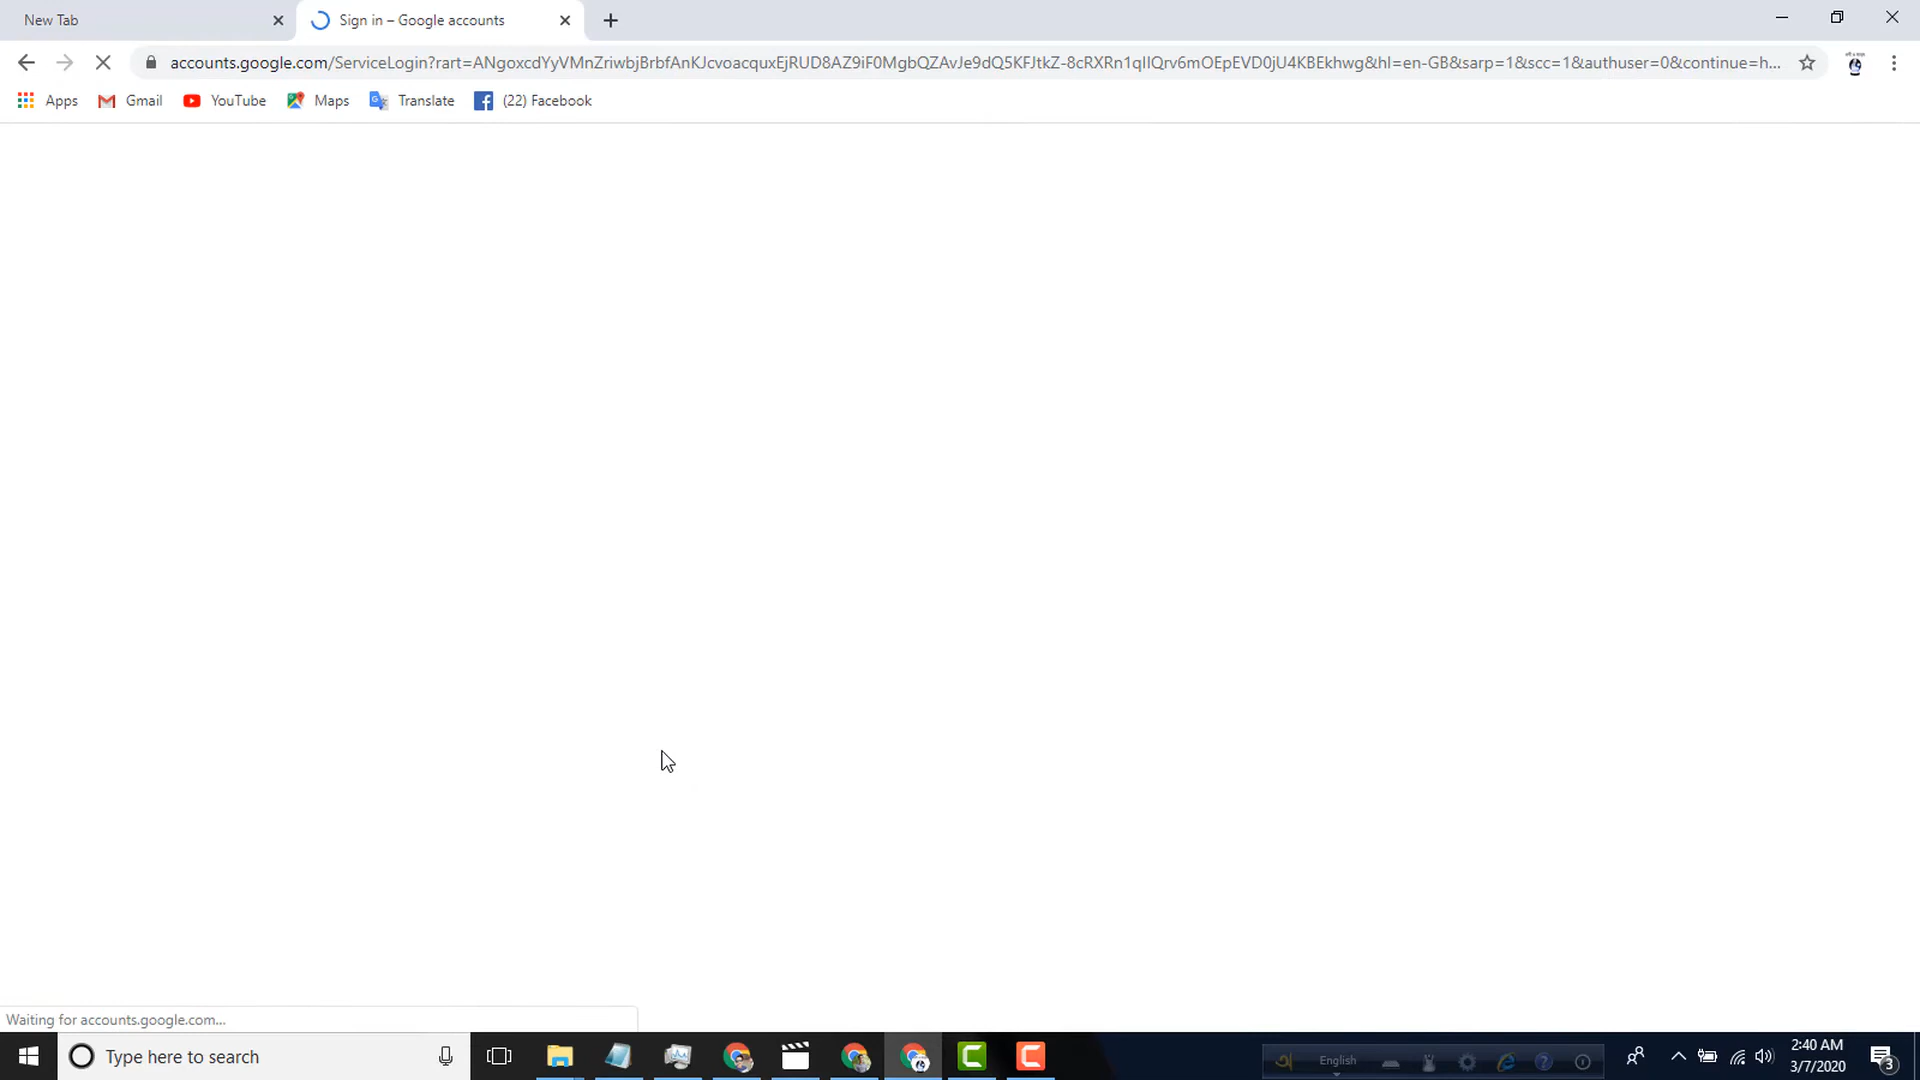 New Tab
Sign in – Google accounts
accounts.google.com/ServiceLogin?rart=ANgoxcdYyVMnZriwbjBrbfAnKJcvoacquxEjRUD8AZ9iF0MgbQZAvJe9dQ5KFJtkZ-8cRXRn1qIlQrv6mOEpEVD0jU4KBEkhwg&hl=en-GB&sarp=1&scc=1&authuser=0&continue=h...
Apps
Gmail
YouTube
Maps
Translate
(22) Facebook
Waiting for accounts.google.com...
Type here to search
English
2:40 AM
3/7/2020
3